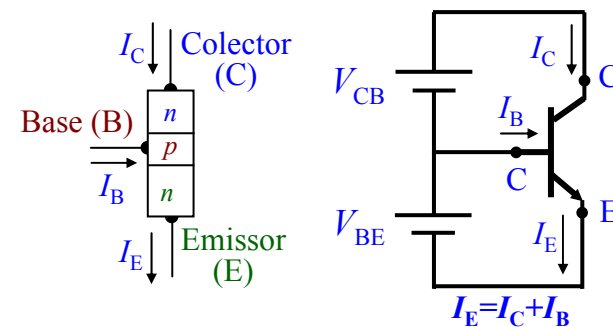 I_C
Colector
(C)
Base (B)
n
p
n
I_B
I_E
Emissor
(E)
V_CB
I_C
C
I_B
C
V_BE
E
I_E
I_E=I_C+I_B